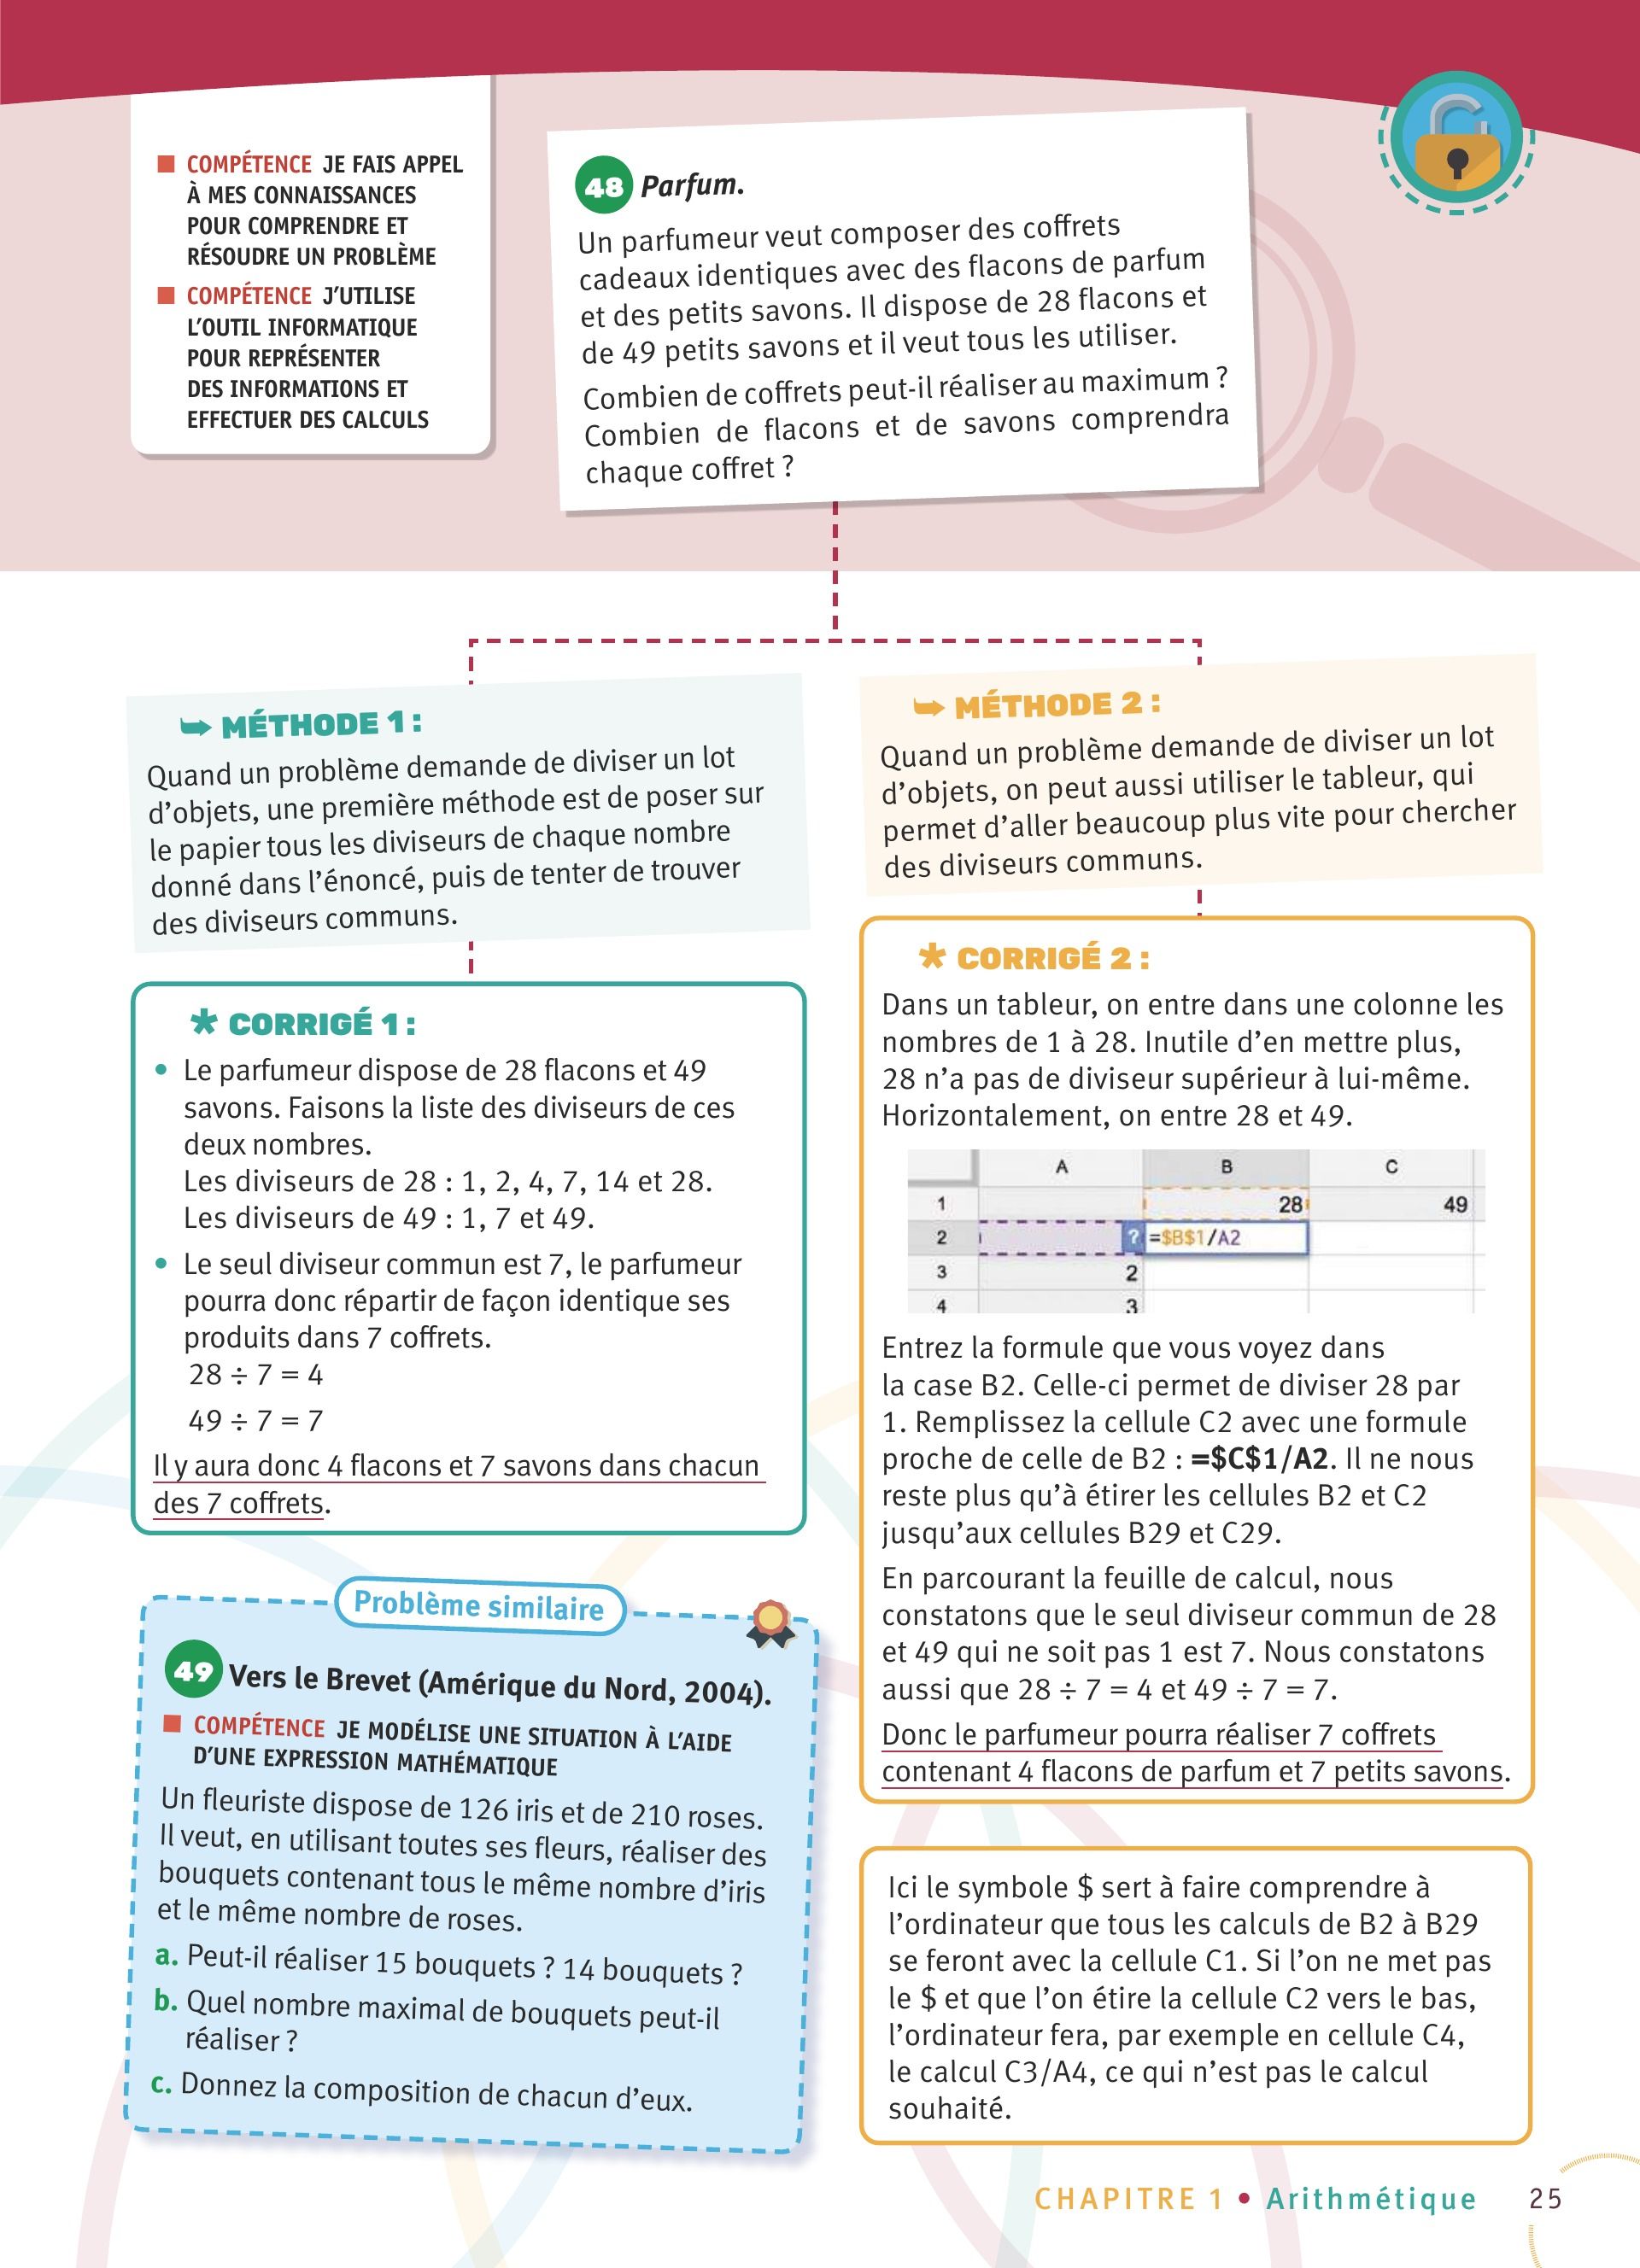 COMPÉTENCE JE FAIS APPEL
À MES CONNAISSANCES
POUR COMPRENDRE ET
RÉSOUDRE UN PROBLÈME
COMPÉTENCE J'UTILISE
L'OUTIL INFORMATIQUE
POUR REPRÉSENTER
DES INFORMATIONS ET
EFFECTUER DES CALCULS
48 Parfum.
Un parfumeur veut composer des coffrets
cadeaux identiques avec des flacons de parfum
et des petits savons. Il dispose de 28 flacons et
de 49 petits savons et il veut tous les utiliser.
Combien de coffrets peut-il réaliser au maximum ?
Combien de flacons et de savons comprendra
chaque coffret ?
MÉTHODE 1 :
Quand un problème demande de diviser un lot
d'objets, une première méthode est de poser sur
le papier tous les diviseurs de chaque nombre
donné dans l'énoncé, puis de tenter de trouver
des diviseurs communs.
* CORRIGÉ 1 :
• Le parfumeur dispose de 28 flacons et 49
savons. Faisons la liste des diviseurs de ces
deux nombres.
Les diviseurs de 28 : 1, 2, 4, 7, 14 et 28.
Les diviseurs de 49 : 1, 7 et 49.
• Le seul diviseur commun est 7, le parfumeur
pourra donc répartir de façon identique ses
produits dans 7 coffrets.
28 ÷ 7 = 4
49 ÷ 7 = 7
Il y aura donc 4 flacons et 7 savons dans chacun
des 7 coffrets.
Problème similaire
49 Vers le Brevet (Amérique du Nord, 2004).
COMPÉTENCE JE MODÉLISE UNE SITUATION À L'AIDE
D'UNE EXPRESSION MATHÉMATIQUE
Un fleuriste dispose de 126 iris et de 210 roses.
Il veut, en utilisant toutes ses fleurs, réaliser des
bouquets contenant tous le même nombre d'iris
et le même nombre de roses.
a. Peut-il réaliser 15 bouquets ? 14 bouquets ?
b. Quel nombre maximal de bouquets peut-il
réaliser ?
c. Donnez la composition de chacun d'eux.
MÉTHODE 2 :
Quand un problème demande de diviser un lot
d'objets, on peut aussi utiliser le tableur, qui
permet d'aller beaucoup plus vite pour chercher
des diviseurs communs.
* CORRIGÉ 2 :
Dans un tableur, on entre dans une colonne les
nombres de 1 à 28. Inutile d'en mettre plus,
28 n'a pas de diviseur supérieur à lui-même.
Horizontalement, on entre 28 et 49.
A B C
1 28 49
2 ? =$B$1/A2
3 2
4 3
Entrez la formule que vous voyez dans
la case B2. Celle-ci permet de diviser 28 par
1. Remplissez la cellule C2 avec une formule
proche de celle de B2 : =$C$1/A2. Il ne nous
reste plus qu'à étirer les cellules B2 et C2
jusqu'aux cellules B29 et C29.
En parcourant la feuille de calcul, nous
constatons que le seul diviseur commun de 28
et 49 qui ne soit pas 1 est 7. Nous constatons
aussi que 28 ÷ 7 = 4 et 49 ÷ 7 = 7.
Donc le parfumeur pourra réaliser 7 coffrets
contenant 4 flacons de parfum et 7 petits savons.
Ici le symbole $ sert à faire comprendre à
l'ordinateur que tous les calculs de B2 à B29
se feront avec la cellule C1. Si l'on ne met pas
le $ et que l'on étire la cellule C2 vers le bas,
l'ordinateur fera, par exemple en cellule C4,
le calcul C3/A4, ce qui n'est pas le calcul
souhaité.
CHAPITRE 1 • Arithmétique 25